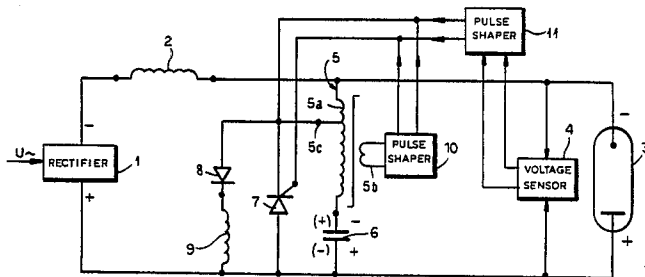 PULSE SHAPER 11
2
5
5a
5c
5b
PULSE SHAPER
10
4
VOLTAGE SENSOR
3
U~
RECTIFIER
1
8
7
9
6
-
+
(+) -
(-) +
-
+